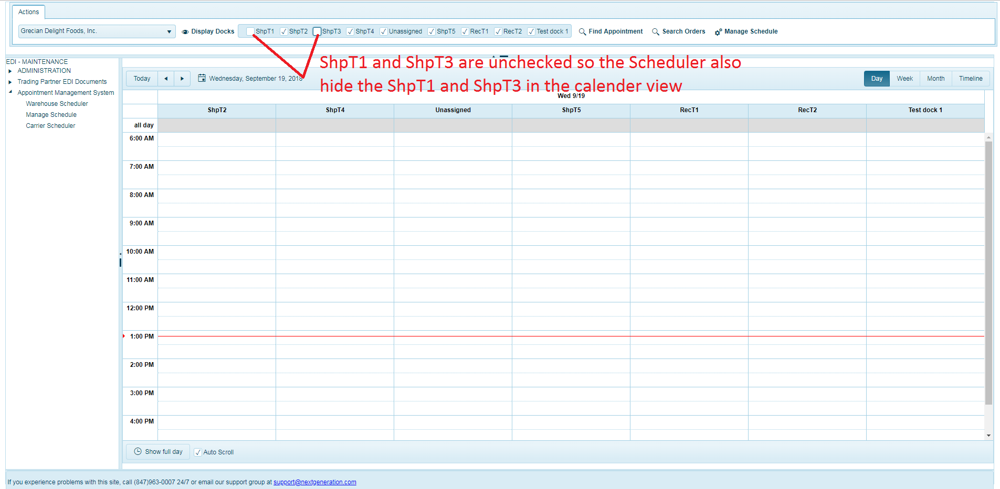 Actions
Grecian Delight Foods, Inc. Display Docks ShpT1 ShpT2 ShpT3 ShpT4 Unassigned ShpT5 RecT1 RecT2 Test dock 1 Find Appointment Search Orders Manage Schedule
ShpT1 and ShpT3 are unchecked so the Scheduler also
hide the ShpT1 and ShpT3 in the calender view
EDI - MAINTENANCE
ADMINISTRATION
Trading Partner EDI Documents
Appointment Management System
Warehouse Scheduler
Manage Schedule
Carrier Scheduler
Today Wednesday, September 19, 2018 Day Week Month Timeline
Wed 9/19
ShpT2 ShpT4 Unassigned ShpT5 RecT1 RecT2 Test dock 1
all day
6:00 AM
7:00 AM
8:00 AM
9:00 AM
10:00 AM
11:00 AM
12:00 PM
1:00 PM
2:00 PM
3:00 PM
4:00 PM
Show full day Auto Scroll
If you experience problems with this site, call (847)963-0007 24/7 or email our support group at support@nextgeneration.com